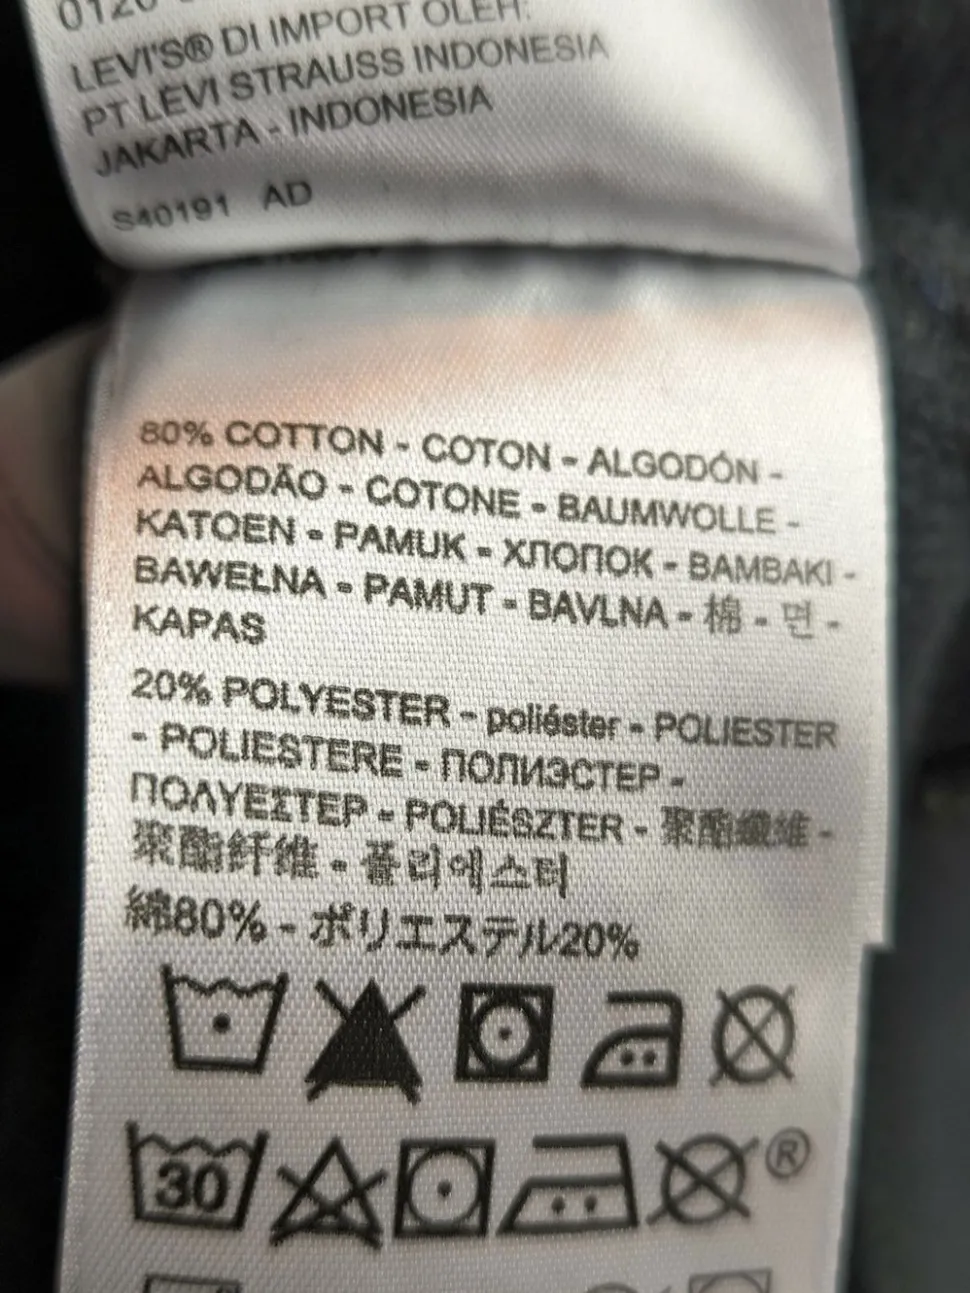 LEVI'S® DI IMPORT OLEH:
PT LEVI STRAUSS INDONESIA
JAKARTA - INDONESIA
S40191 AD
80% COTTON - COTON - ALGODÓN -
ALGODÃO - COTONE - BAUMWOLLE -
KATOEN - PAMUK - ХЛОПОК - BAMBAKI -
BAWEŁNA - PAMUT - BAVLNA - 棉 - 면 -
KAPAS
20% POLYESTER - poliéster - POLIESTER
- POLIESTERE - ПОЛИЭСТЕР -
ΠΟΛΥΕΣΤΕΡ - POLIÉSZTER - 聚酯纖維 -
聚酯纤维 - 폴리에스터
綿80% - ポリエステル20%
30 ®